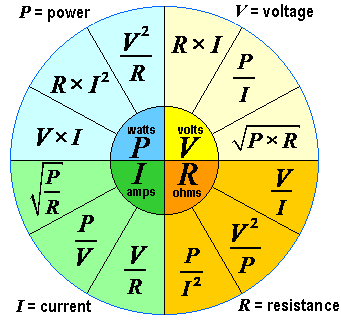 P = power
V = voltage
V² / R
R × I
R × I²
P / I
V × I
√(P × R)
watts
P
volts
V
I
amps
R
ohms
√(P / R)
V / I
P / V
V² / P
V / R
P / I²
I = current
R = resistance